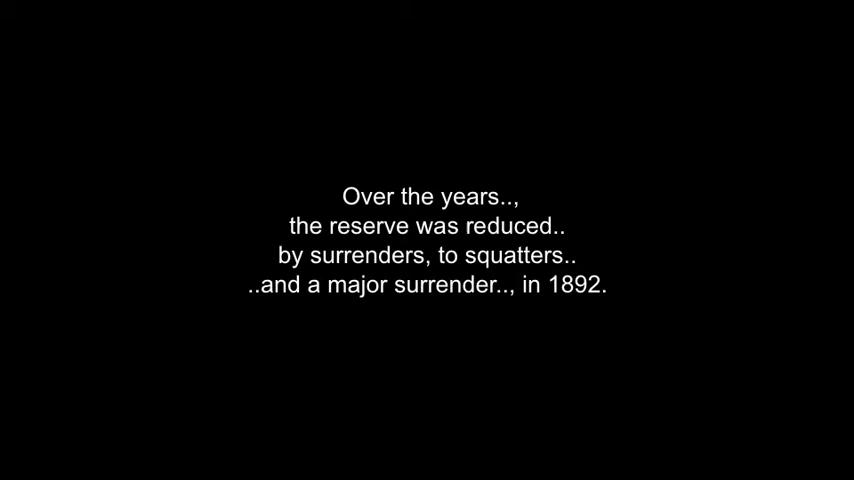 Over the years..,
the reserve was reduced..
by surrenders, to squatters..
..and a major surrender.., in 1892.